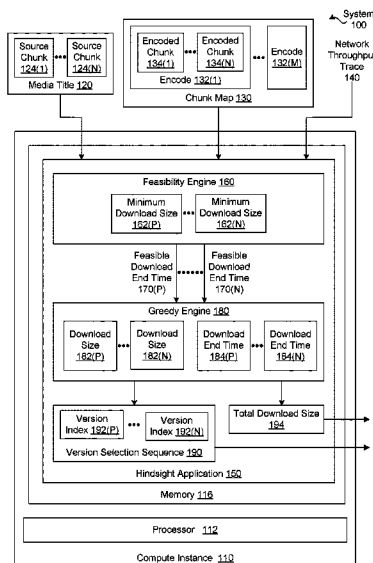 System
100
Source
Chunk
124(1)
Source
Chunk
124(N)
Media Title 120
Encoded
Chunk
134(1)
Encoded
Chunk
134(N)
Encode 132(1)
Encode
132(M)
Chunk Map 130
Network
Throughpu
Trace
140
Feasibility Engine 160
Minimum
Download Size
162(P)
Minimum
Download Size
162(N)
Feasible
Download
End Time
170(P)
Feasible
Download
End Time
170(N)
Greedy Engine 180
Download
Size
182(P)
Download
Size
182(N)
Download
End Time
184(P)
Download
End Time
184(N)
Version
Index 192(P)
Version
Index 192(N)
Version Selection Sequence 190
Total Download Size
194
Hindsight Application 150
Memory 116
Processor 112
Compute Instance 110